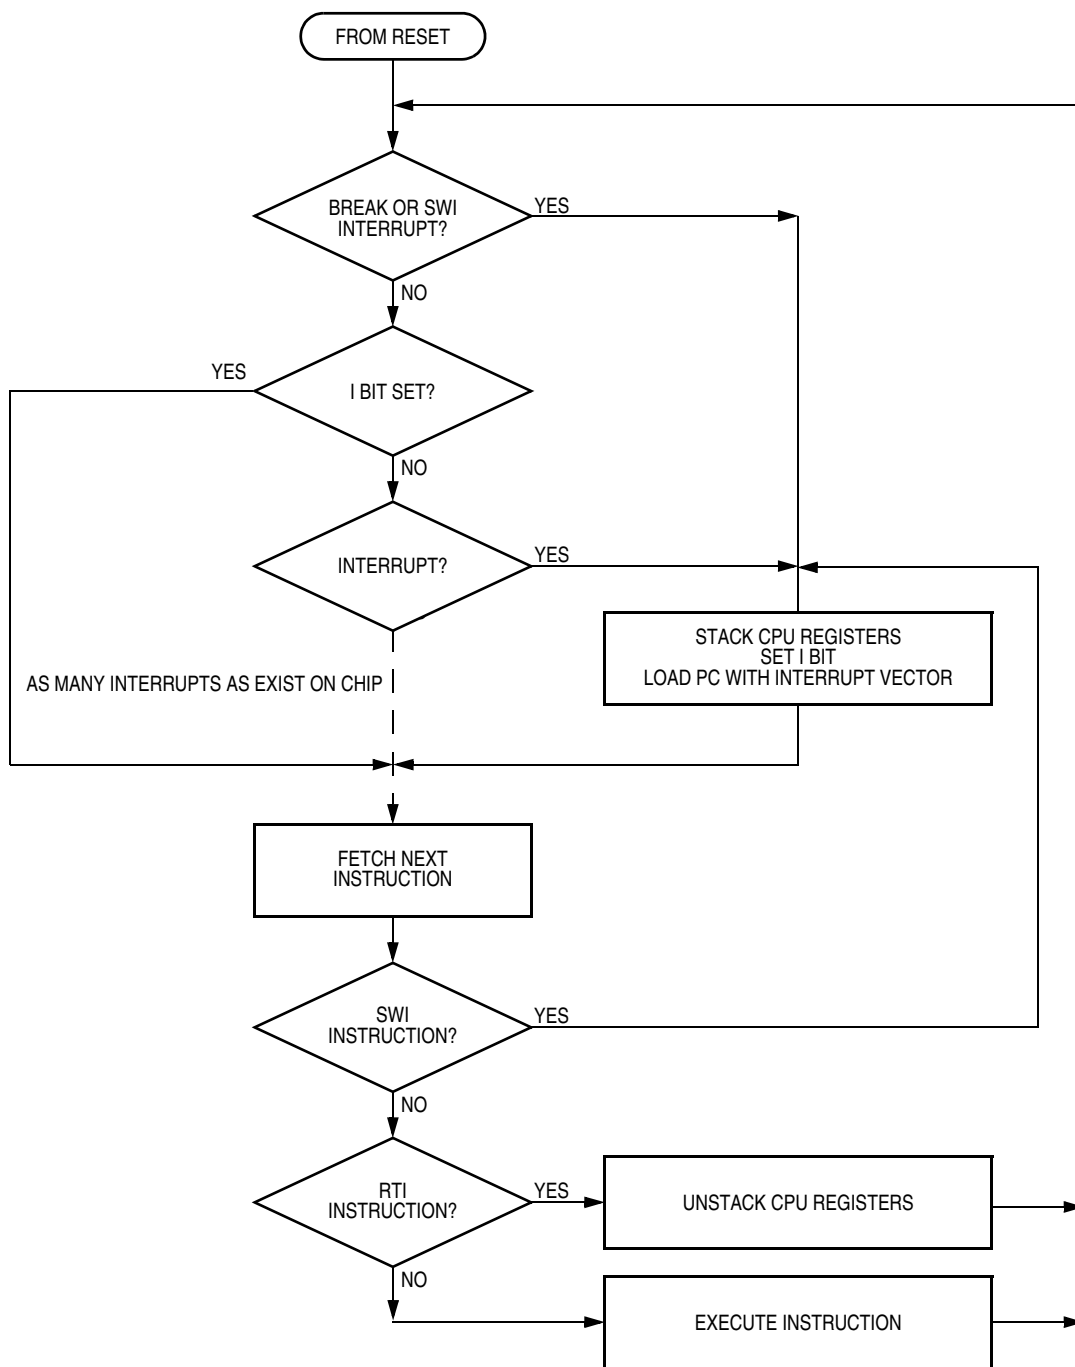 FROM RESET
BREAK OR SWI
INTERRUPT?
YES
NO
YES
I BIT SET?
NO
INTERRUPT?
YES
STACK CPU REGISTERS
SET I BIT
LOAD PC WITH INTERRUPT VECTOR
AS MANY INTERRUPTS AS EXIST ON CHIP
FETCH NEXT
INSTRUCTION
SWI
INSTRUCTION?
YES
NO
RTI
INSTRUCTION?
YES
UNSTACK CPU REGISTERS
NO
EXECUTE INSTRUCTION